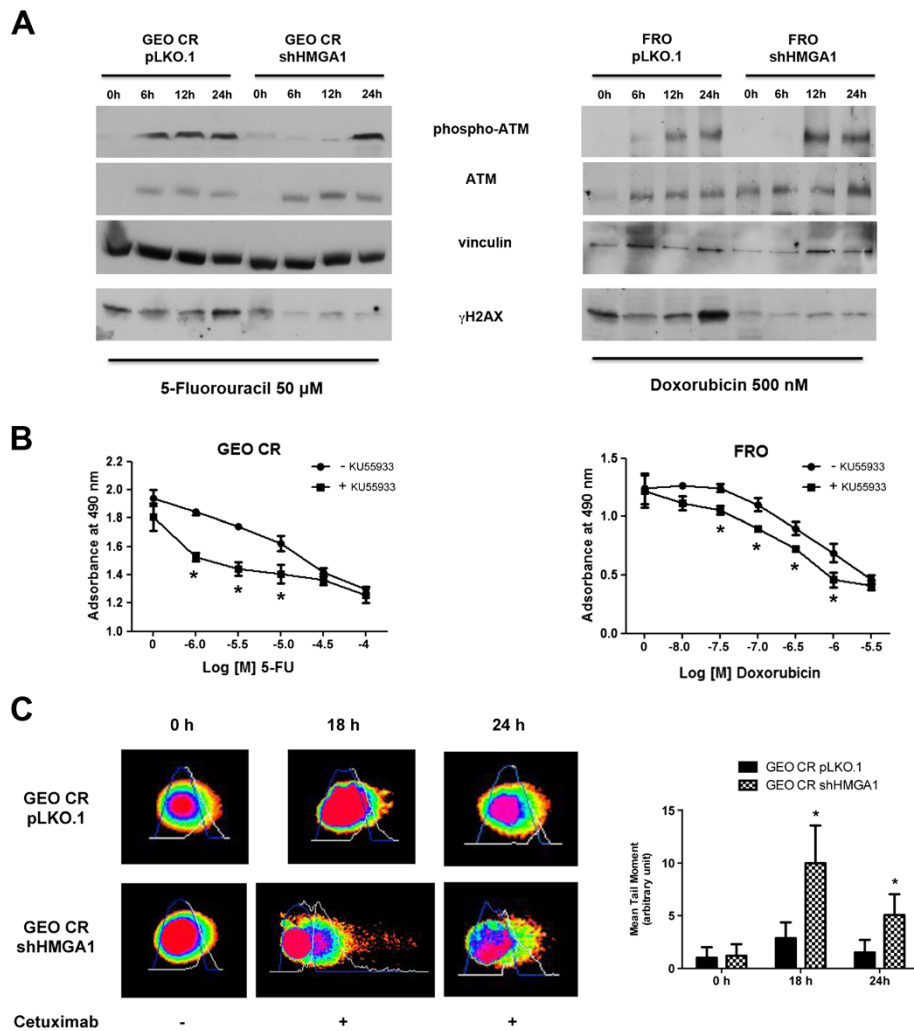 A
GEO CR pLKO.1
GEO CR shHMGA1
0h 6h 12h 24h 0h 6h 12h 24h
FRO pLKO.1
FRO shHMGA1
0h 6h 12h 24h 0h 6h 12h 24h
phospho-ATM
ATM
vinculin
γH2AX
5-Fluorouracil 50 µM
Doxorubicin 500 nM
B
GEO CR
- KU55933
+ KU55933
Adsorbance at 490 nm
2.2
2.0
1.8
1.6
1.4
1.2
1.0
* * *
0 -6.0 -5.5 -5.0 -4.5 -4
Log [M] 5-FU
FRO
- KU55933
+ KU55933
Adsorbance at 490 nm
1.5
1.0
0.5
0.0
* * * *
0 -8.0 -7.5 -7.0 -6.5 -6 -5.5
Log [M] Doxorubicin
C
0 h 18 h 24 h
GEO CR pLKO.1
GEO CR shHMGA1
Cetuximab - + +
GEO CR pLKO.1
GEO CR shHMGA1
Mean Tail Moment
(arbitrary unit)
15
10
5
0
* *
0 h 18 h 24h